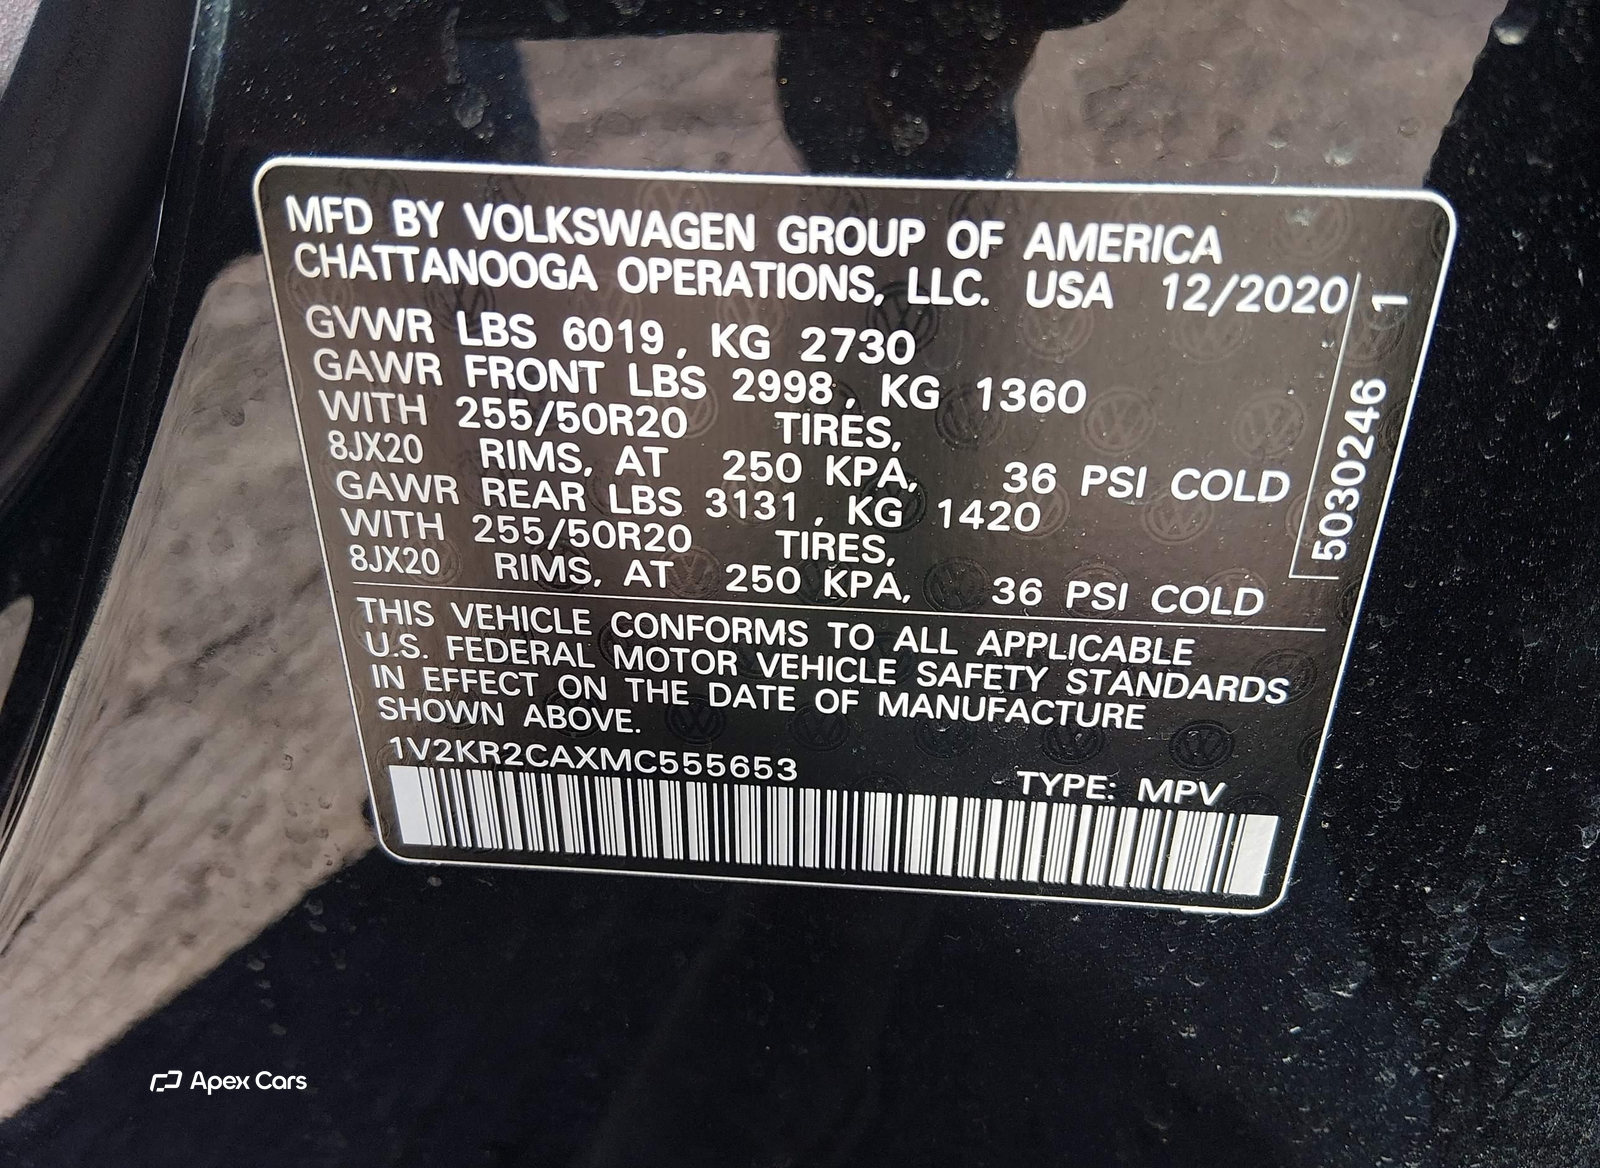 MFD BY VOLKSWAGEN GROUP OF AMERICA
CHATTANOOGA OPERATIONS, LLC. USA 12/2020
GVWR LBS 6019, KG 2730
GAWR FRONT LBS 2998, KG 1360
WITH 255/50R20 TIRES,
8JX20 RIMS, AT 250 KPA, 36 PSI COLD
GAWR REAR LBS 3131, KG 1420
WITH 255/50R20 TIRES,
8JX20 RIMS, AT 250 KPA, 36 PSI COLD
5030246 1
THIS VEHICLE CONFORMS TO ALL APPLICABLE
U.S. FEDERAL MOTOR VEHICLE SAFETY STANDARDS
IN EFFECT ON THE DATE OF MANUFACTURE
SHOWN ABOVE.
1V2KR2CAXMC555653 TYPE: MPV
Apex Cars